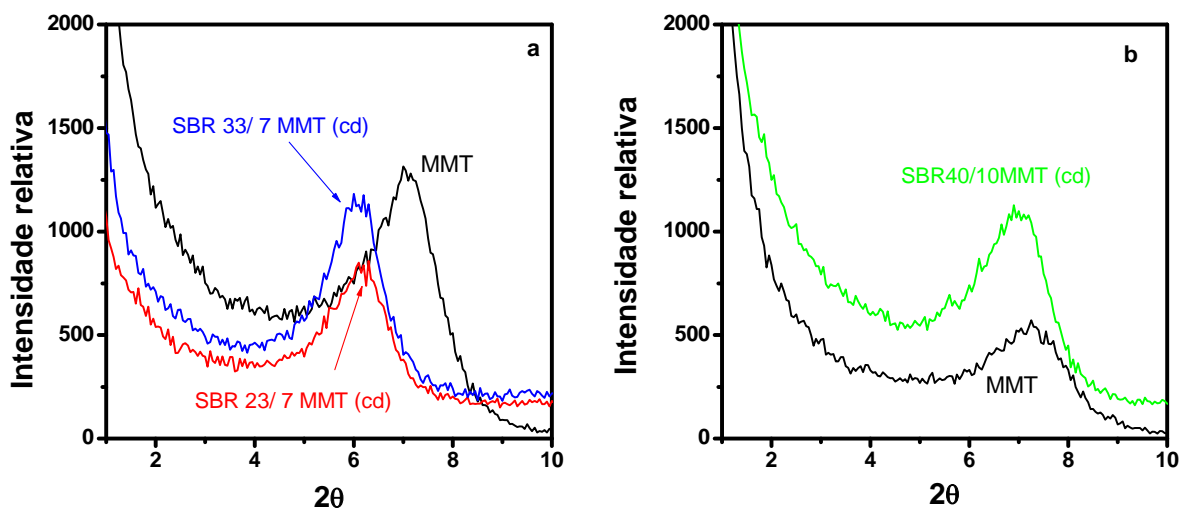 a
Intensidade relativa
2000
1500
1000
500
0
SBR 33/ 7 MMT (cd)
MMT
SBR 23/ 7 MMT (cd)
2 4 6 8 10
2θ
b
Intensidade relativa
2000
1500
1000
500
0
SBR40/10MMT (cd)
MMT
2 4 6 8 10
2θ